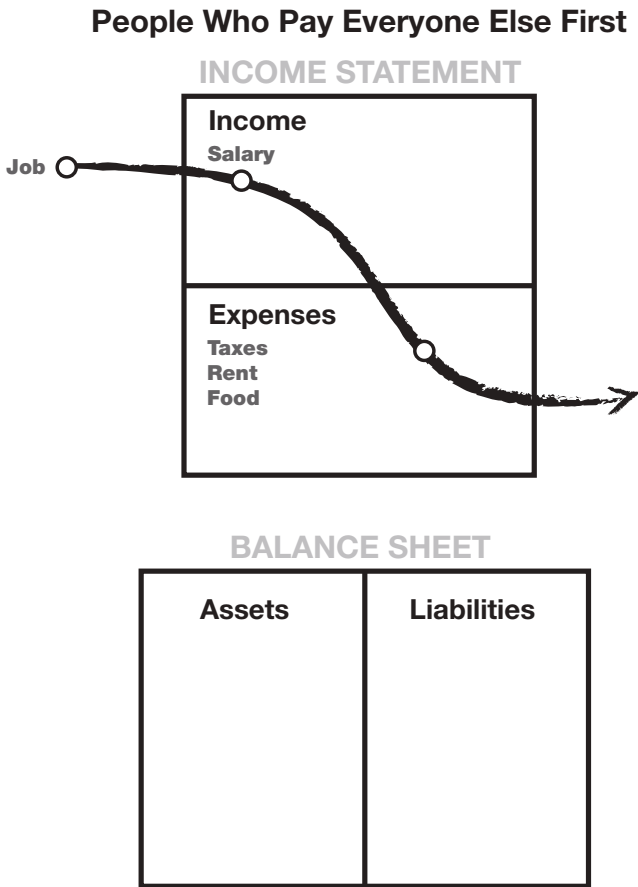 People Who Pay Everyone Else First
INCOME STATEMENT
Income
Salary
Job
Expenses
Taxes
Rent
Food
BALANCE SHEET
Assets
Liabilities